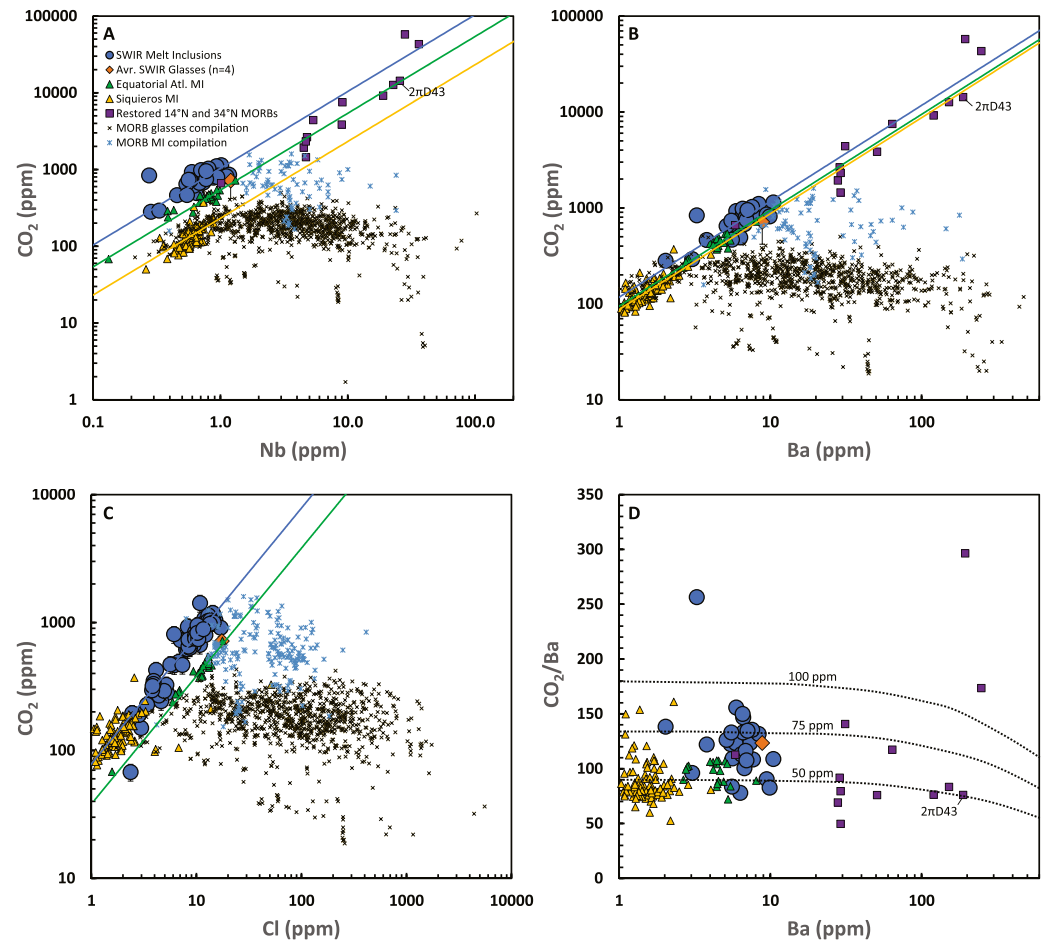 A
100000
10000
1000
100
10
1
CO₂ (ppm)
SWIR Melt Inclusions
Avr. SWIR Glasses (n=4)
Equatorial Atl. MI
Siquieros MI
Restored 14°N and 34°N MORBs
MORB glasses compilation
MORB MI compilation
2πD43
0.1 1.0 10.0 100.0
Nb (ppm)
B
100000
10000
1000
100
10
CO₂ (ppm)
2πD43
1 10 100
Ba (ppm)
C
10000
1000
100
10
CO₂ (ppm)
1 10 100 1000 10000
Cl (ppm)
D
350
300
250
200
150
100
50
0
CO₂/Ba
100 ppm
75 ppm
50 ppm
2πD43
1 10 100
Ba (ppm)